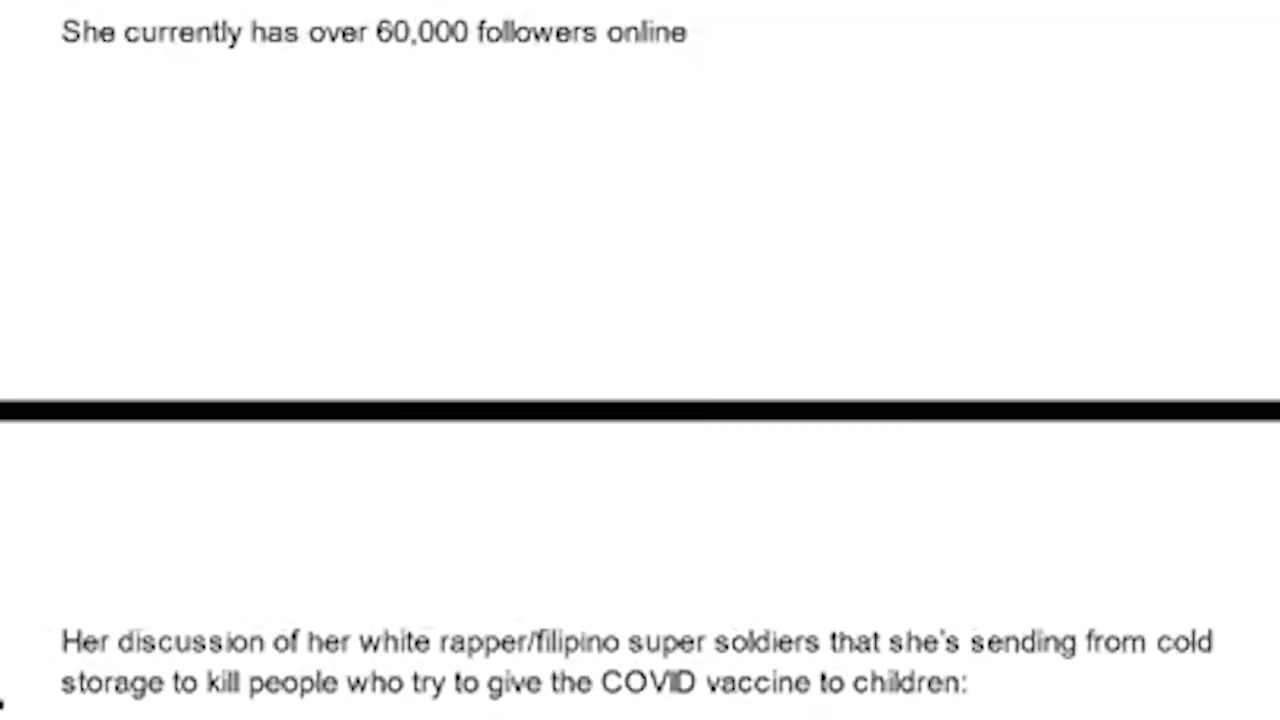 She currently has over 60,000 followers online
Her discussion of her white rapper/filipino super soldiers that she's sending from cold
storage to kill people who try to give the COVID vaccine to children: